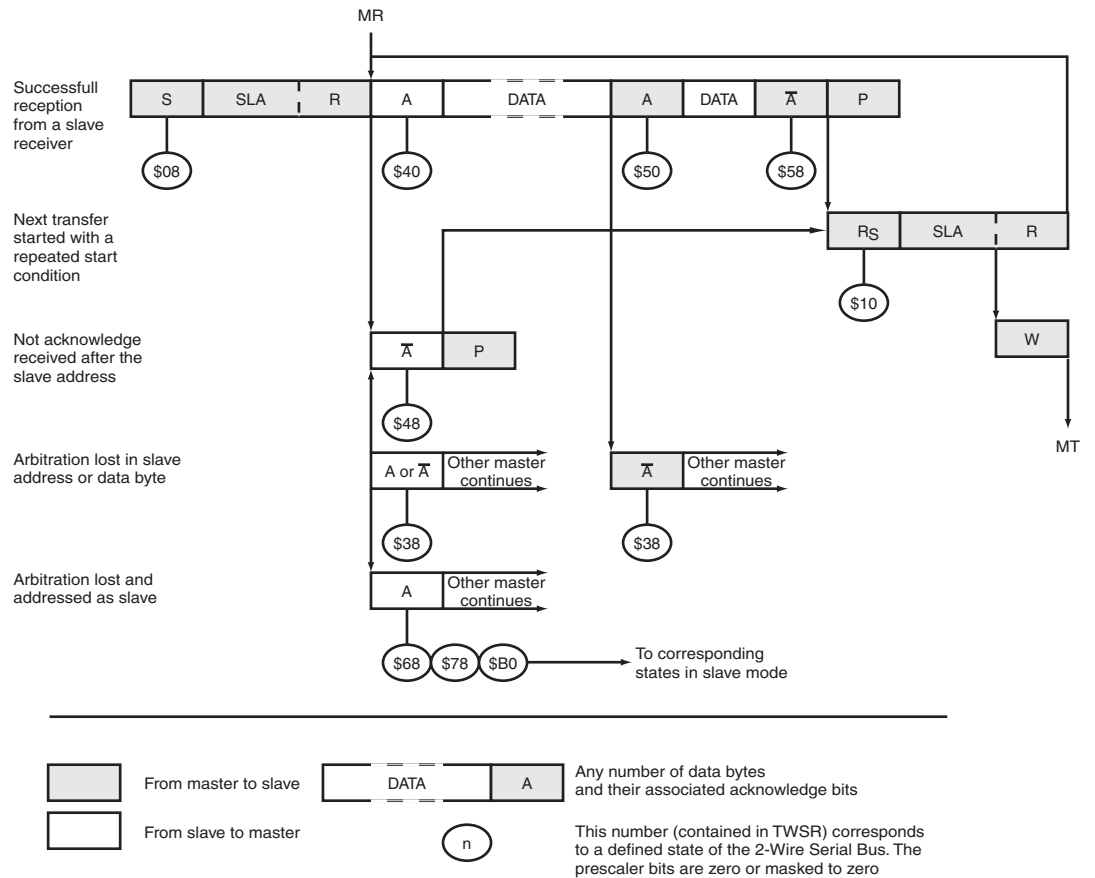 MR
Successfull
reception
from a slave
receiver
S SLA R A DATA A DATA A̅ P
$08 $40 $50 $58
Next transfer
started with a
repeated start
condition
RS SLA R
$10
Not acknowledge
received after the
slave address
A̅ P
W
$48
MT
Arbitration lost in slave
address or data byte
A or A̅
Other master
continues
A̅
Other master
continues
$38 $38
Arbitration lost and
addressed as slave
A
Other master
continues
$68 $78 $B0
To corresponding
states in slave mode
From master to slave
DATA A
Any number of data bytes
and their associated acknowledge bits
From slave to master
n
This number (contained in TWSR) corresponds
to a defined state of the 2-Wire Serial Bus. The
prescaler bits are zero or masked to zero